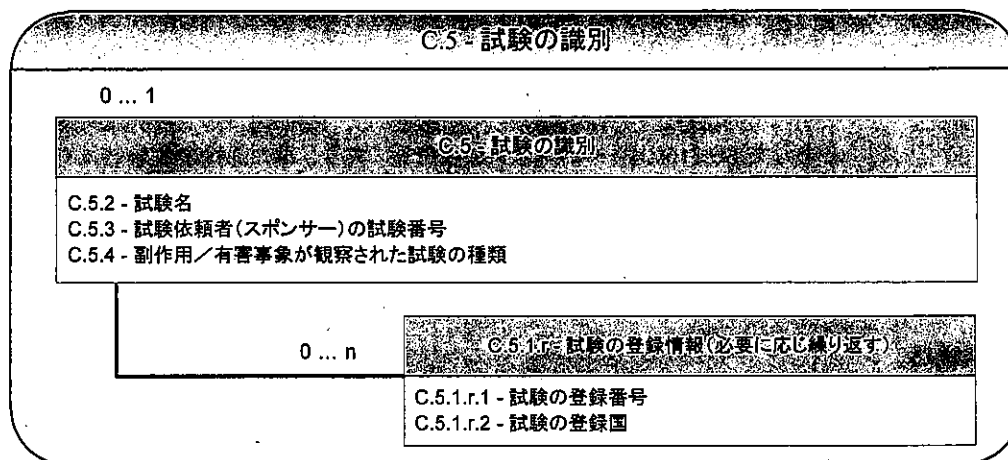 C.5 - 試験の識別
0 ... 1
C.5 - 試験の識別
C.5.2 - 試験名
C.5.3 - 試験依頼者(スポンサー)の試験番号
C.5.4 - 副作用／有害事象が観察された試験の種類
0 ... n
C.5.1.r - 試験の登録情報(必要に応じ繰り返す)
C.5.1.r.1 - 試験の登録番号
C.5.1.r.2 - 試験の登録国